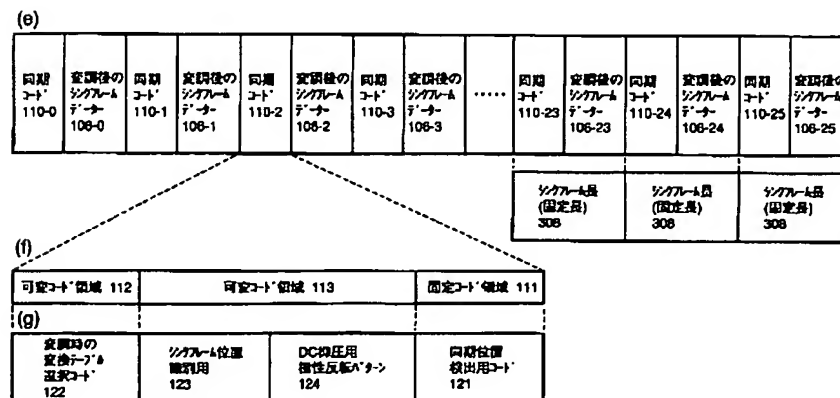 (e)
同期
コード
110-0
変調後の
シンクフレーム
データー
106-0
同期
コード
110-1
変調後の
シンクフレーム
データー
106-1
同期
コード
110-2
変調後の
シンクフレーム
データー
106-2
同期
コード
110-3
変調後の
シンクフレーム
データー
106-3
.....
同期
コード
110-23
変調後の
シンクフレーム
データー
106-23
同期
コード
110-24
変調後の
シンクフレーム
データー
106-24
同期
コード
110-25
変調後の
シンクフレーム
データー
106-25
シンクフレーム長
(固定長)
308
シンクフレーム長
(固定長)
308
シンクフレーム長
(固定長)
308
(f)
可変コード領域 112
可変コード領域 113
固定コード領域 111
(g)
変調時の
変換テーブル
選択コード
122
シンクフレーム位置
識別用
123
DC抑圧用
極性反転パターン
124
同期位置
検出用コード
121